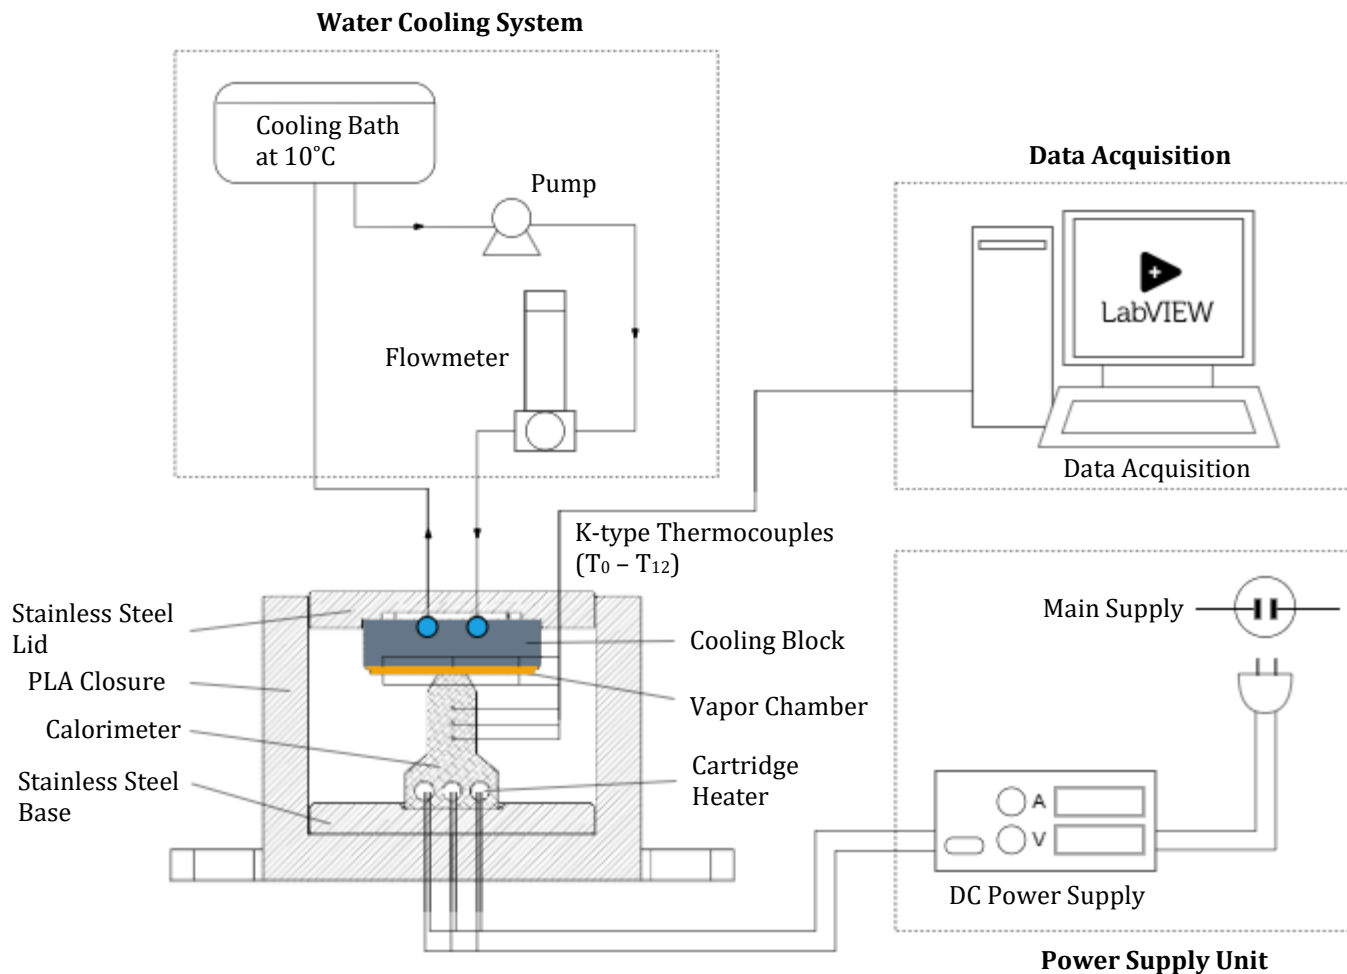 Water Cooling System
Cooling Bath
at 10°C
Pump
Flowmeter
Data Acquisition
LabVIEW
Data Acquisition
K-type Thermocouples
(T₀ – T₁₂)
Stainless Steel
Lid
PLA Closure
Calorimeter
Stainless Steel
Base
Cooling Block
Vapor Chamber
Cartridge
Heater
Main Supply
A
V
DC Power Supply
Power Supply Unit